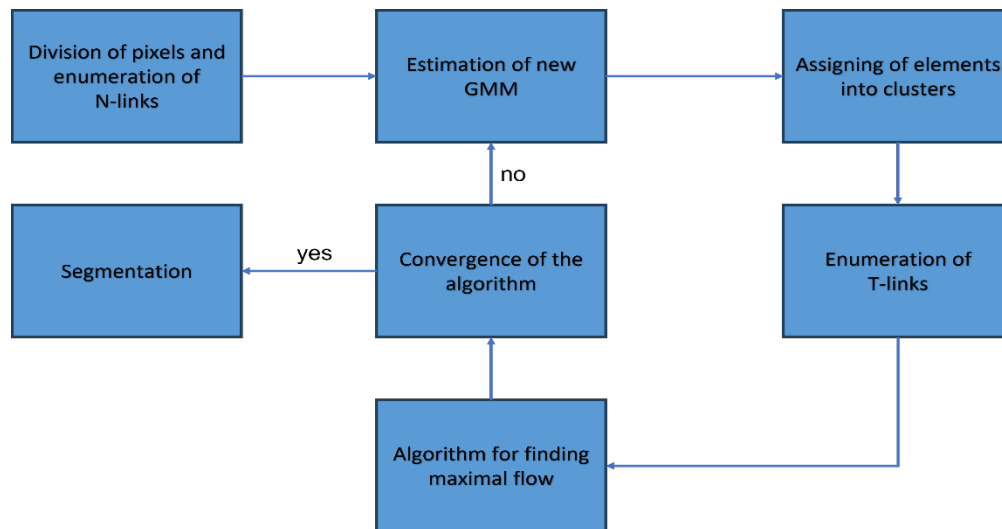 Division of pixels and
enumeration of
N-links
Estimation of new
GMM
Assigning of elements
into clusters
no
Segmentation
yes
Convergence of the
algorithm
Enumeration of
T-links
Algorithm for finding
maximal flow